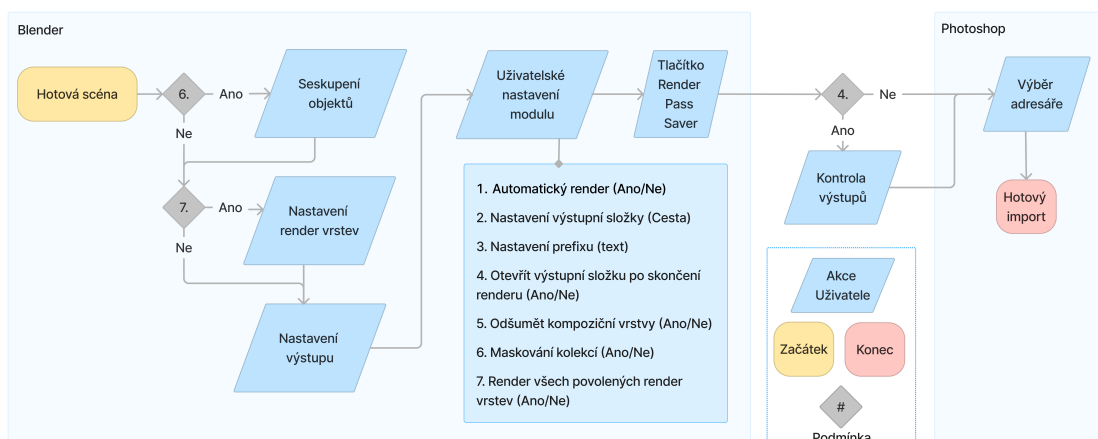 Blender
Photoshop
Hotová scéna
6.
Ano
Ne
Seskupení
objektů
7.
Ano
Ne
Nastavení
render vrstev
Nastavení
výstupu
Uživatelské
nastavení
modulu
Tlačítko
Render
Pass
Saver
1. Automatický render (Ano/Ne)
2. Nastavení výstupní složky (Cesta)
3. Nastavení prefixu (text)
4. Otevřít výstupní složku po skončení
renderu (Ano/Ne)
5. Odšumět kompoziční vrstvy (Ano/Ne)
6. Maskování kolekcí (Ano/Ne)
7. Render všech povolených render
vrstev (Ano/Ne)
4.
Ne
Ano
Kontrola
výstupů
Výběr
adresáře
Hotový
import
Akce
Uživatele
Začátek
Konec
#
Podmínka